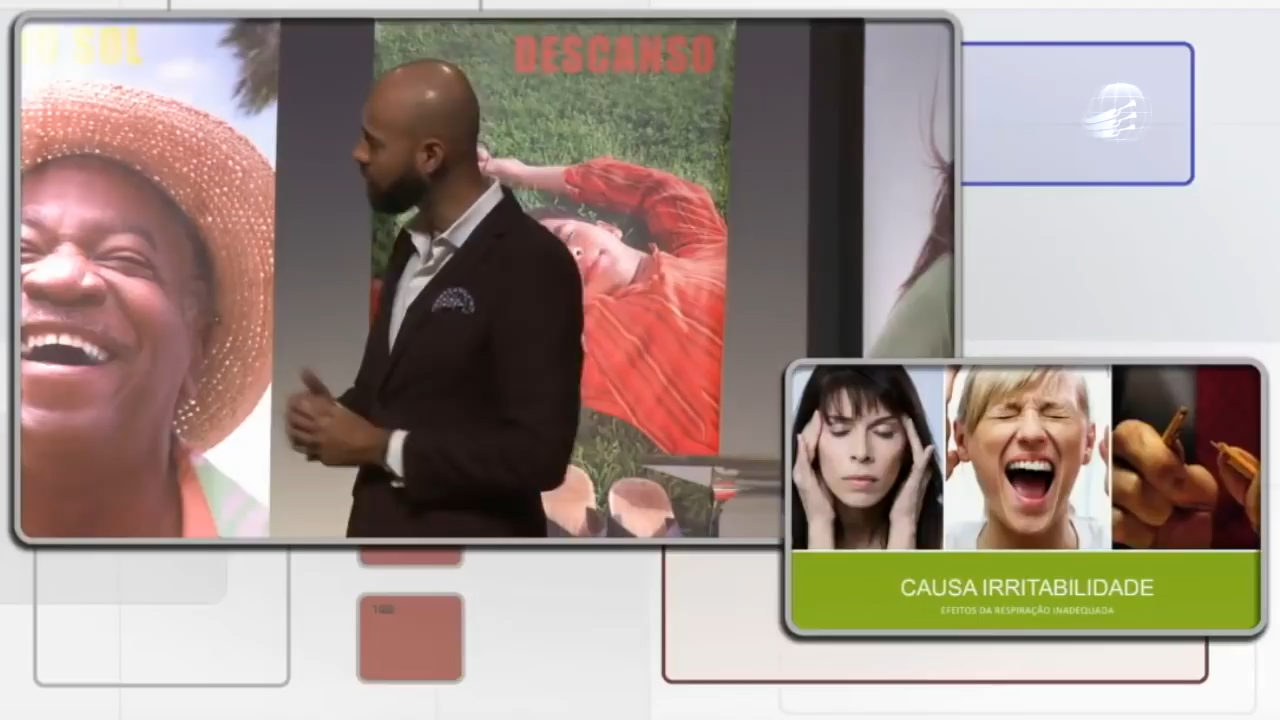 SOL
DESCANSO
CAUSA IRRITABILIDADE
EFEITOS DA RESPIRAÇÃO INADEQUADA